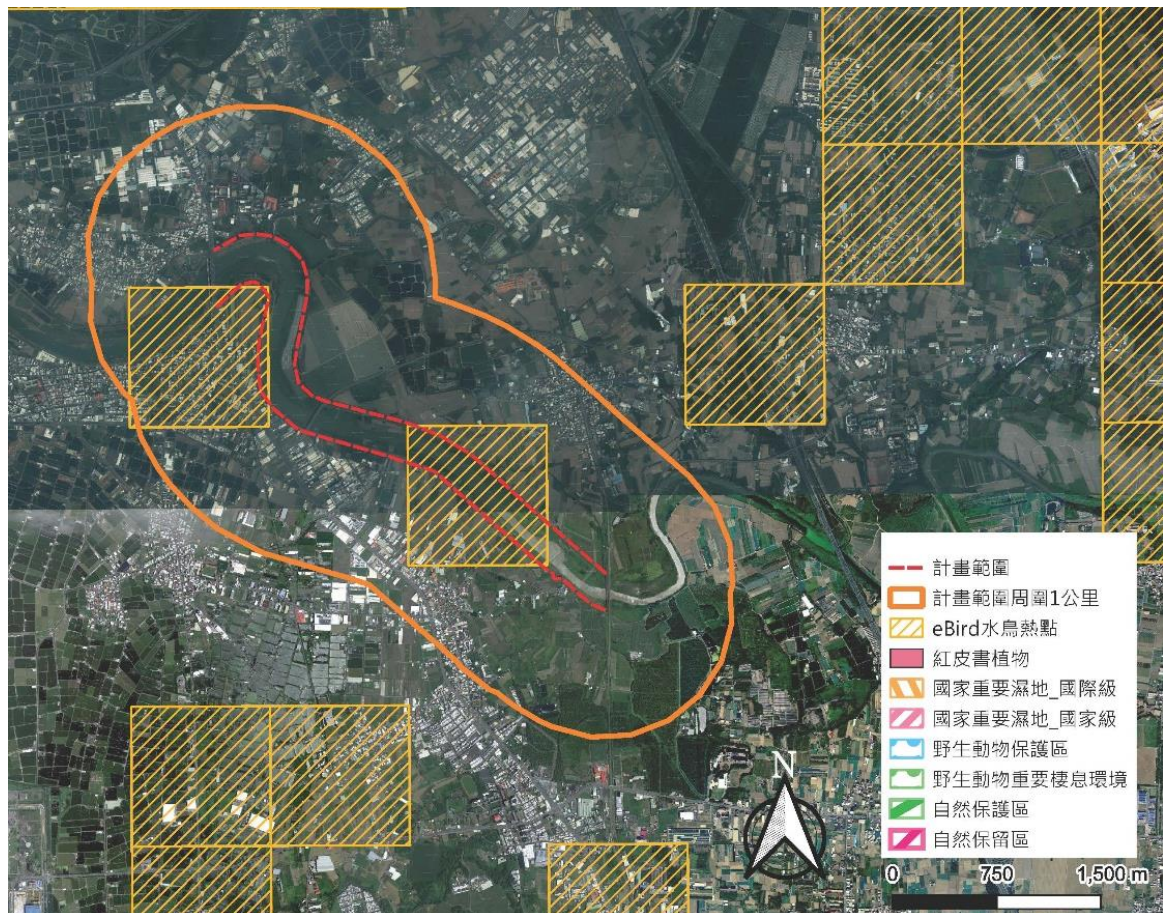 N
計畫範圍
計畫範圍周圍1公里
eBird水鳥熱點
紅皮書植物
國家重要濕地_國際級
國家重要濕地_國家級
野生動物保護區
野生動物重要棲息環境
自然保護區
自然保留區
0 750 1,500 m